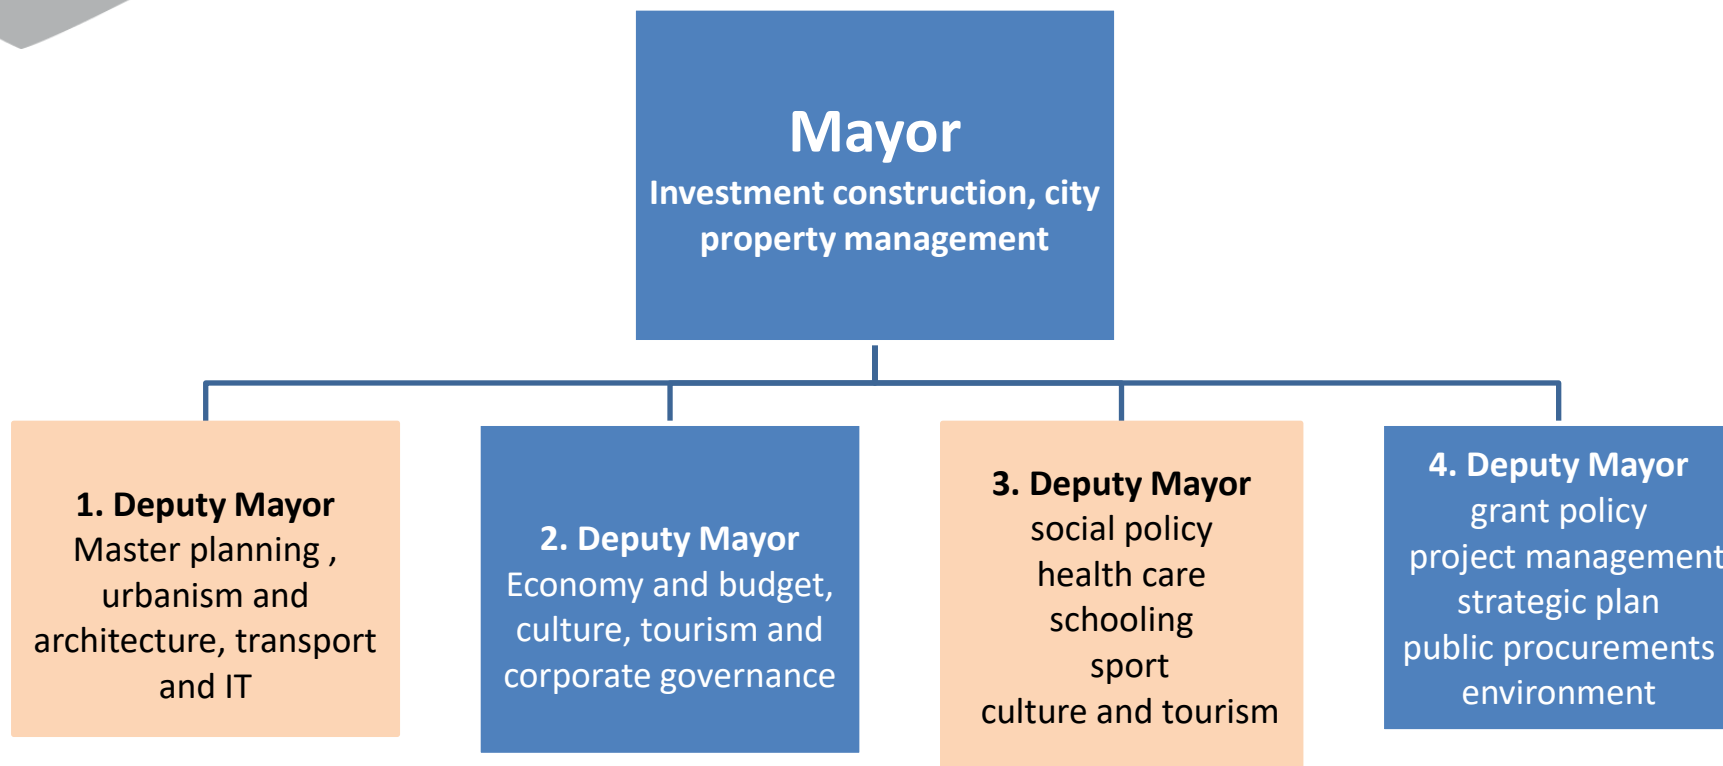 Mayor
Investment construction, city
property management
1. Deputy Mayor
Master planning ,
urbanism and
architecture, transport
and IT
2. Deputy Mayor
Economy and budget,
culture, tourism and
corporate governance
3. Deputy Mayor
social policy
health care
schooling
sport
culture and tourism
4. Deputy Mayor
grant policy
project management
strategic plan
public procurements
environment